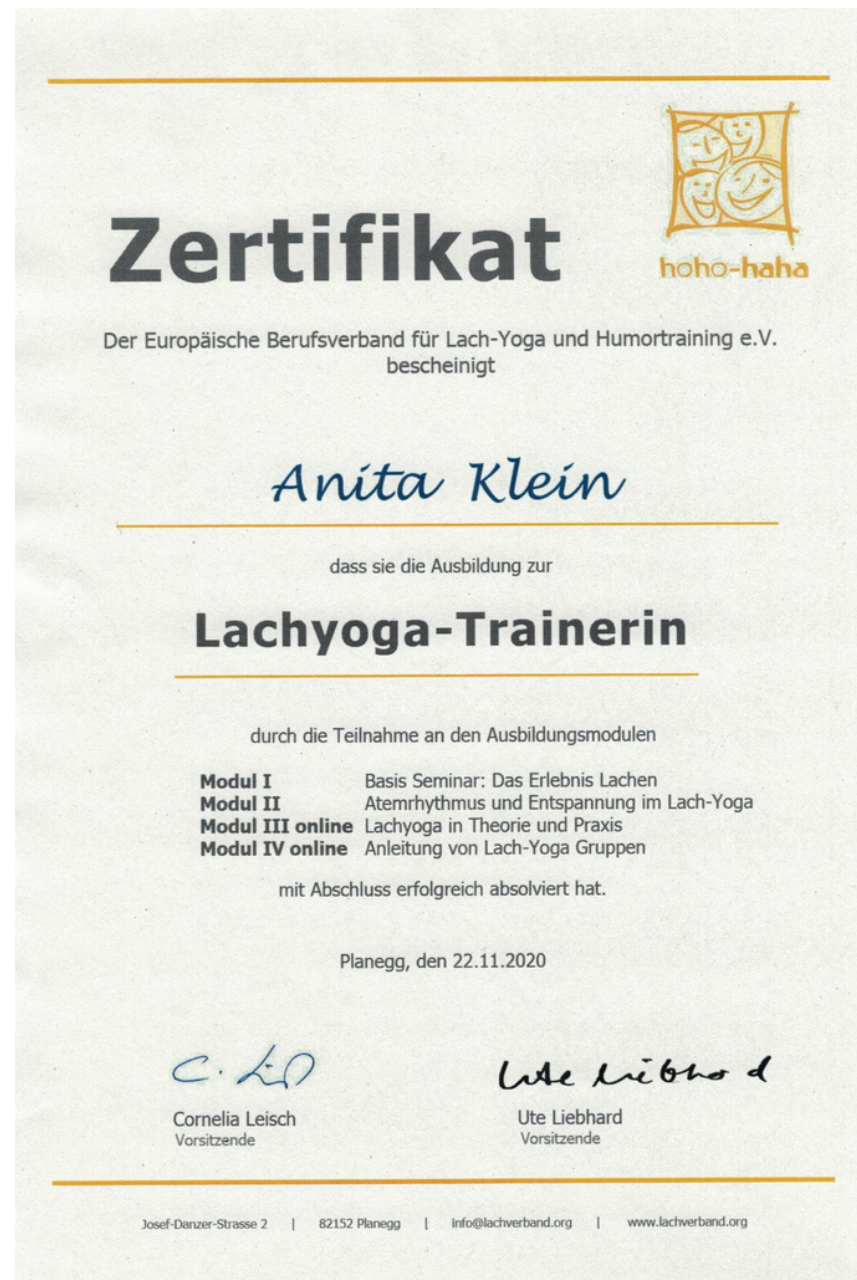 hoho-haha
Zertifikat
Der Europäische Berufsverband für Lach-Yoga und Humortraining e.V.
bescheinigt
Anita Klein
dass sie die Ausbildung zur
Lachyoga-Trainerin
durch die Teilnahme an den Ausbildungsmodulen
Modul I Basis Seminar: Das Erlebnis Lachen
Modul II Atemrhythmus und Entspannung im Lach-Yoga
Modul III online Lachyoga in Theorie und Praxis
Modul IV online Anleitung von Lach-Yoga Gruppen
mit Abschluss erfolgreich absolviert hat.
Planegg, den 22.11.2020
Ute Liebhard
Cornelia Leisch Ute Liebhard
Vorsitzende Vorsitzende
Josef-Danzer-Strasse 2 | 82152 Planegg | info@lachverband.org | www.lachverband.org